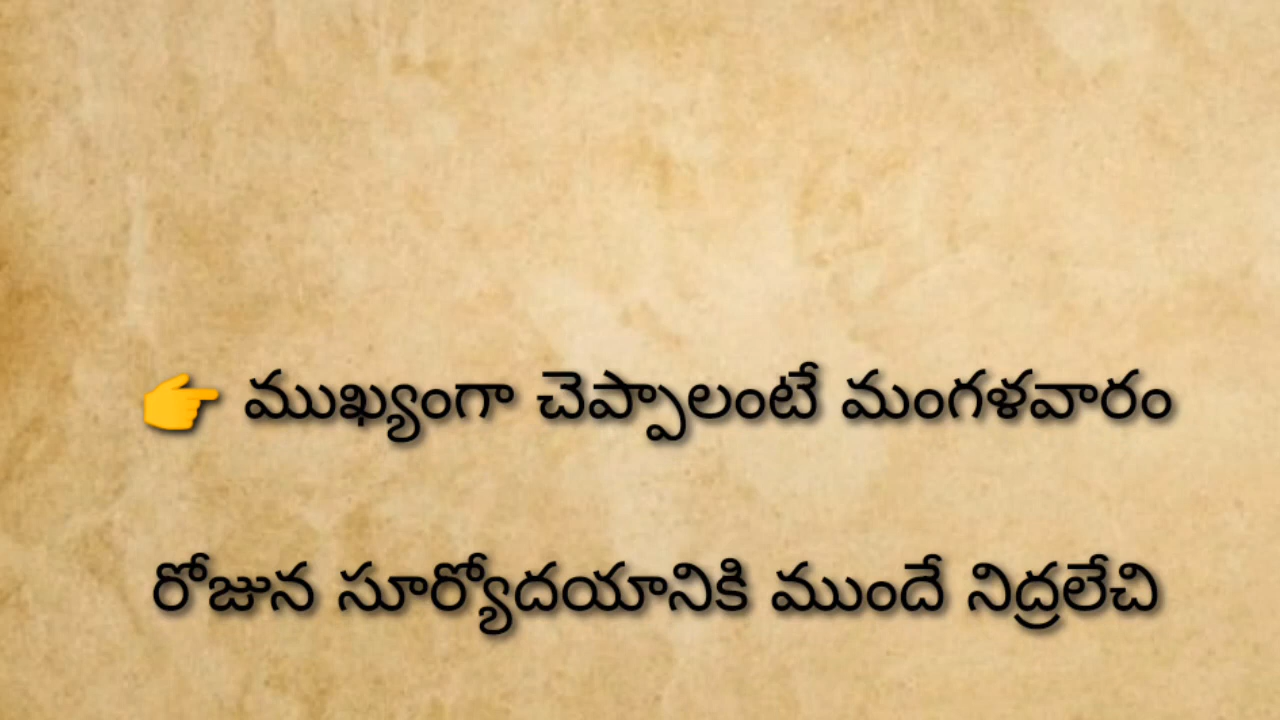 👉 ముఖ్యంగా చెప్పాలంటే మంగళవారం
రోజున సూర్యోదయానికి ముందే నిద్రలేచి